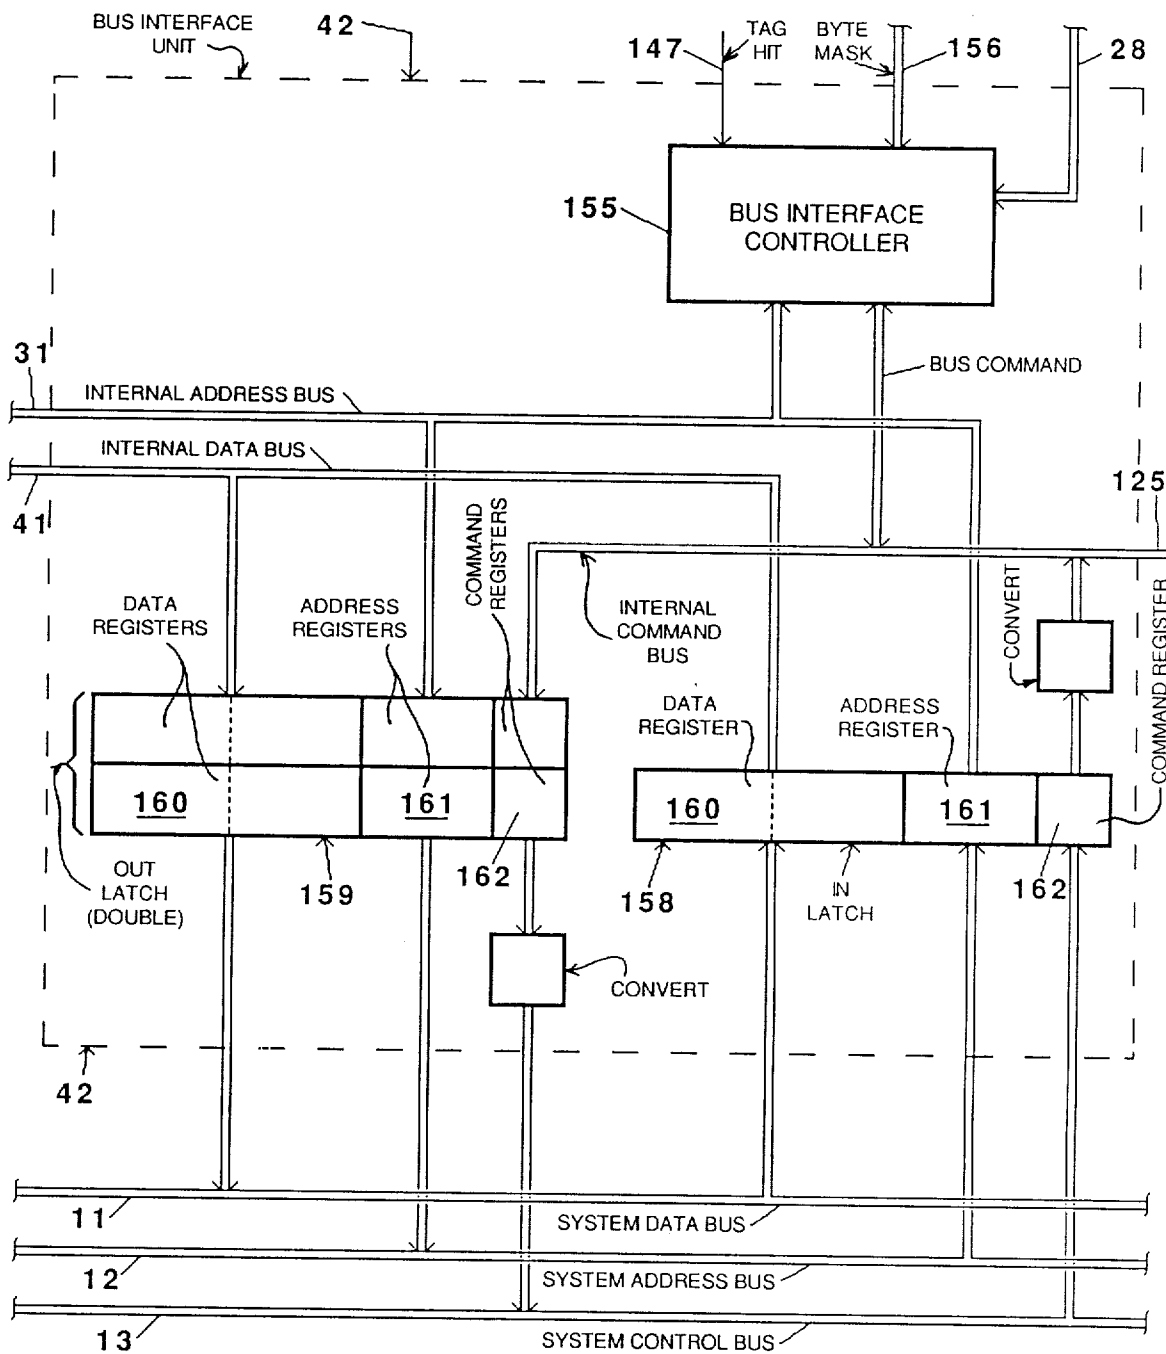 BUS INTERFACE
UNIT
42
147
TAG
HIT
BYTE
MASK
156
28
155
BUS INTERFACE
CONTROLLER
31
INTERNAL ADDRESS BUS
BUS COMMAND
INTERNAL DATA BUS
41
125
COMMAND
REGISTERS
DATA
REGISTERS
ADDRESS
REGISTERS
INTERNAL
COMMAND
BUS
CONVERT
COMMAND REGISTER
DATA
REGISTER
ADDRESS
REGISTER
160
161
160
161
OUT
LATCH
(DOUBLE)
159
162
158
IN
LATCH
162
CONVERT
42
11
SYSTEM DATA BUS
12
SYSTEM ADDRESS BUS
13
SYSTEM CONTROL BUS